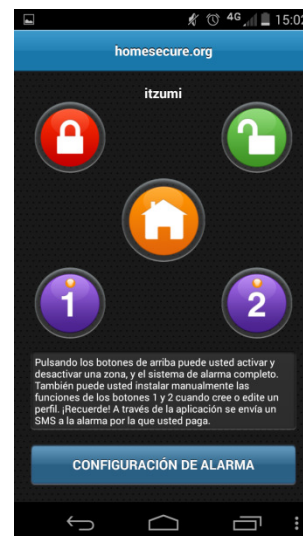 4G 15:02
homesecure.org
itzumi
1 2
Pulsando los botones de arriba puede usted activar y
desactivar una zona, y el sistema de alarma completo.
También puede usted instalar manualmente las
funciones de los botones 1 y 2 cuando cree o edite un
perfil. ¡Recuerde! A través de la aplicación se envía un
SMS a la alarma por la que usted paga.
CONFIGURACIÓN DE ALARMA